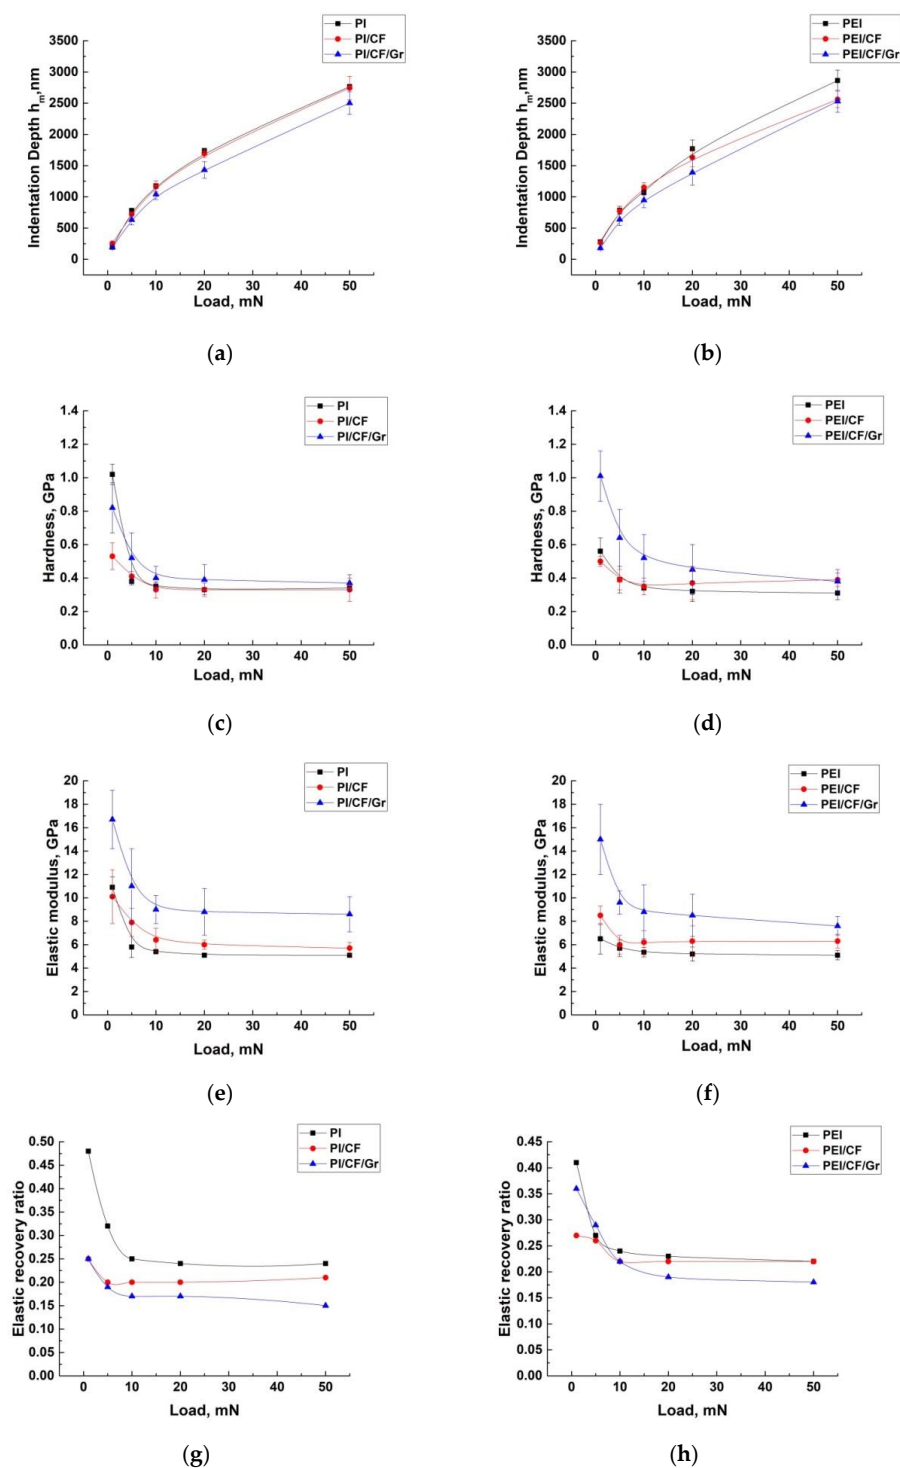 PI
PI/CF
PI/CF/Gr
3500
3000
2500
2000
1500
1000
500
0
Indentation Depth hm,nm
0 10 20 30 40 50
Load, mN
(a)
PEI
PEI/CF
PEI/CF/Gr
3500
3000
2500
2000
1500
1000
500
0
Indentation Depth hm,nm
0 10 20 30 40 50
Load, mN
(b)
PI
PI/CF
PI/CF/Gr
1.4
1.2
1.0
0.8
0.6
0.4
0.2
0.0
Hardness, GPa
0 10 20 30 40 50
Load, mN
(c)
PEI
PEI/CF
PEI/CF/Gr
1.4
1.2
1.0
0.8
0.6
0.4
0.2
0.0
Hardness, GPa
0 10 20 30 40 50
Load, mN
(d)
PI
PI/CF
PI/CF/Gr
20
18
16
14
12
10
8
6
4
2
0
Elastic modulus, GPa
0 10 20 30 40 50
Load, mN
(e)
PEI
PEI/CF
PEI/CF/Gr
20
18
16
14
12
10
8
6
4
2
0
Elastic modulus, GPa
0 10 20 30 40 50
Load, mN
(f)
PI
PI/CF
PI/CF/Gr
0.50
0.45
0.40
0.35
0.30
0.25
0.20
0.15
0.10
0.05
0.00
Elastic recovery ratio
0 10 20 30 40 50
Load, mN
(g)
PEI
PEI/CF
PEI/CF/Gr
0.45
0.40
0.35
0.30
0.25
0.20
0.15
0.10
0.05
0.00
Elastic recovery ratio
0 10 20 30 40 50
Load, mN
(h)